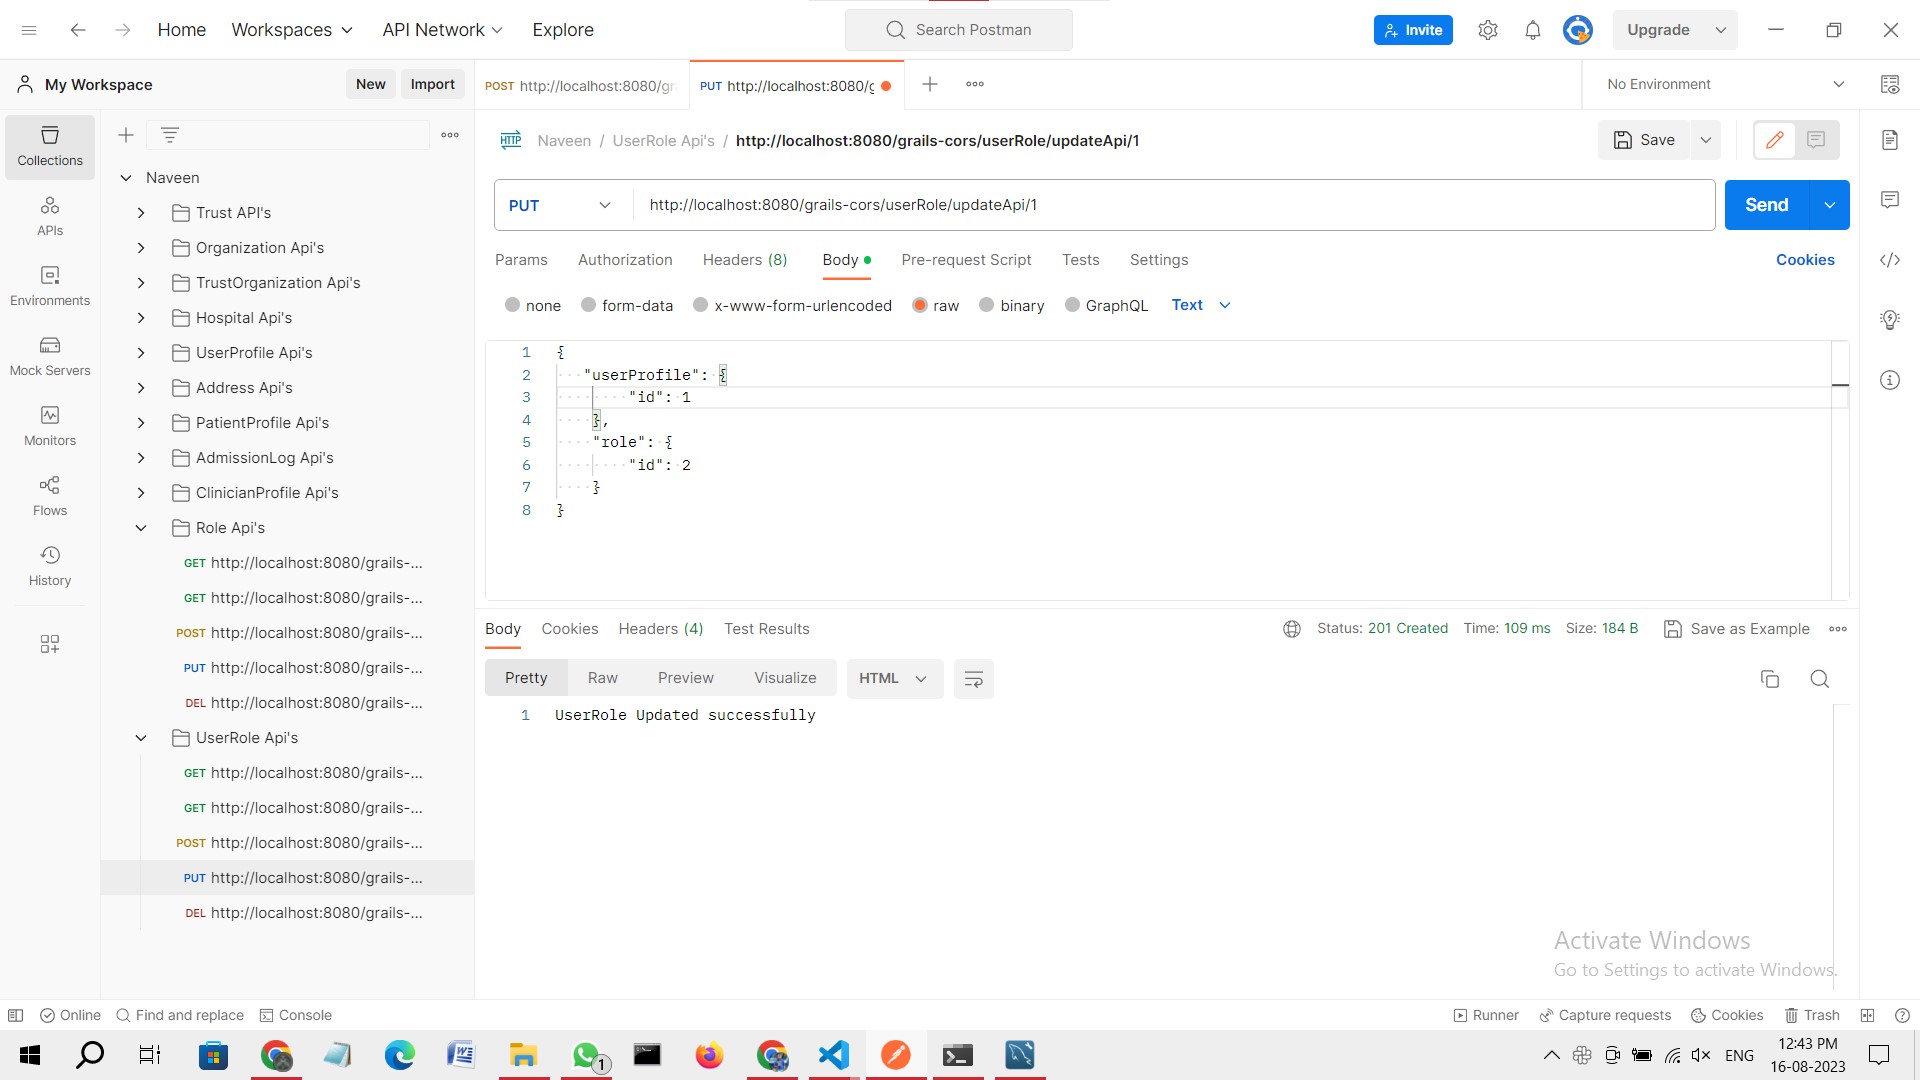 Home
Workspaces
API Network
Explore
Search Postman
Invite
Upgrade
My Workspace
New
Import
POST http://localhost:8080/gr
PUT http://localhost:8080/g
No Environment
Collections
APIs
Environments
Mock Servers
Monitors
Flows
History
Naveen
Trust API's
Organization Api's
TrustOrganization Api's
Hospital Api's
UserProfile Api's
Address Api's
PatientProfile Api's
AdmissionLog Api's
ClinicianProfile Api's
Role Api's
GET http://localhost:8080/grails-...
GET http://localhost:8080/grails-...
POST http://localhost:8080/grails-...
PUT http://localhost:8080/grails-...
DEL http://localhost:8080/grails-...
UserRole Api's
GET http://localhost:8080/grails-...
GET http://localhost:8080/grails-...
POST http://localhost:8080/grails-...
PUT http://localhost:8080/grails-...
DEL http://localhost:8080/grails-...
HTTP Naveen / UserRole Api's / http://localhost:8080/grails-cors/userRole/updateApi/1
Save
PUT http://localhost:8080/grails-cors/userRole/updateApi/1
Send
Params Authorization Headers (8) Body Pre-request Script Tests Settings Cookies
none form-data x-www-form-urlencoded raw binary GraphQL Text
1 {
2 "userProfile": {
3 "id": 1
4 },
5 "role": {
6 "id": 2
7 }
8 }
Body Cookies Headers (4) Test Results
Status: 201 Created Time: 109 ms Size: 184 B Save as Example
Pretty Raw Preview Visualize HTML
1 UserRole Updated successfully
Activate Windows
Go to Settings to activate Windows.
Online Find and replace Console
Runner Capture requests Cookies Trash
1
ENG
12:43 PM
16-08-2023